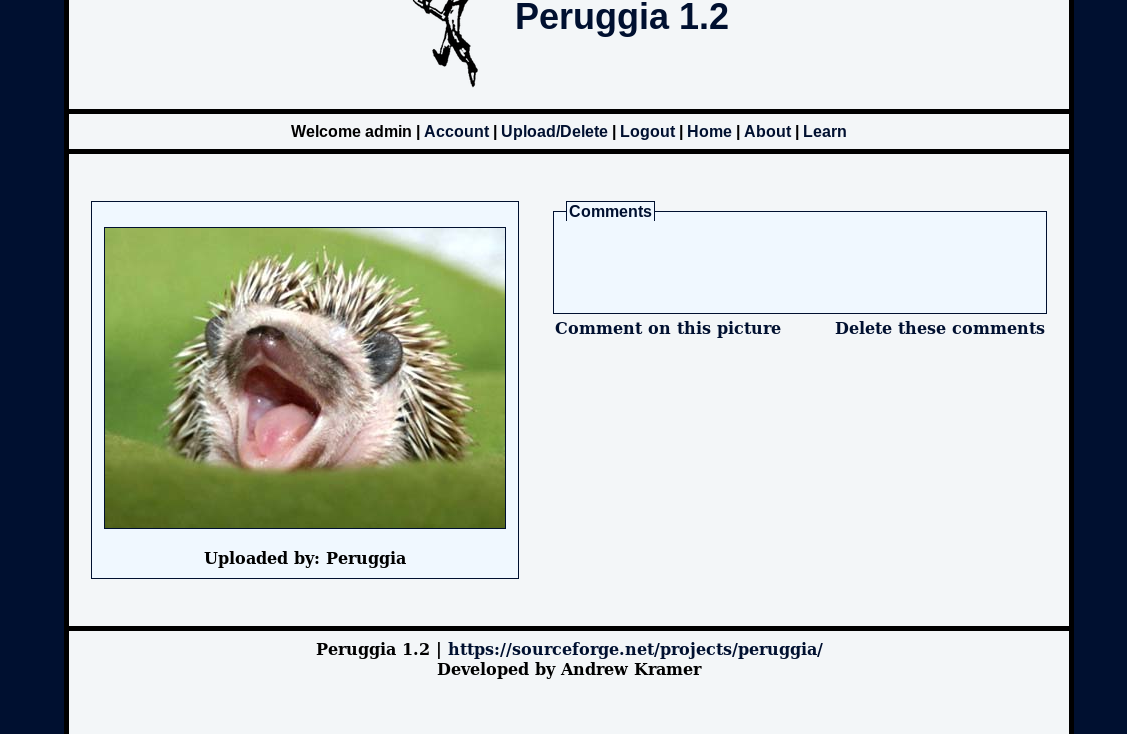 Peruggia 1.2
Welcome admin | Account | Upload/Delete | Logout | Home | About | Learn
Comments
Comment on this picture
Delete these comments
Uploaded by: Peruggia
Peruggia 1.2 | https://sourceforge.net/projects/peruggia/
Developed by Andrew Kramer